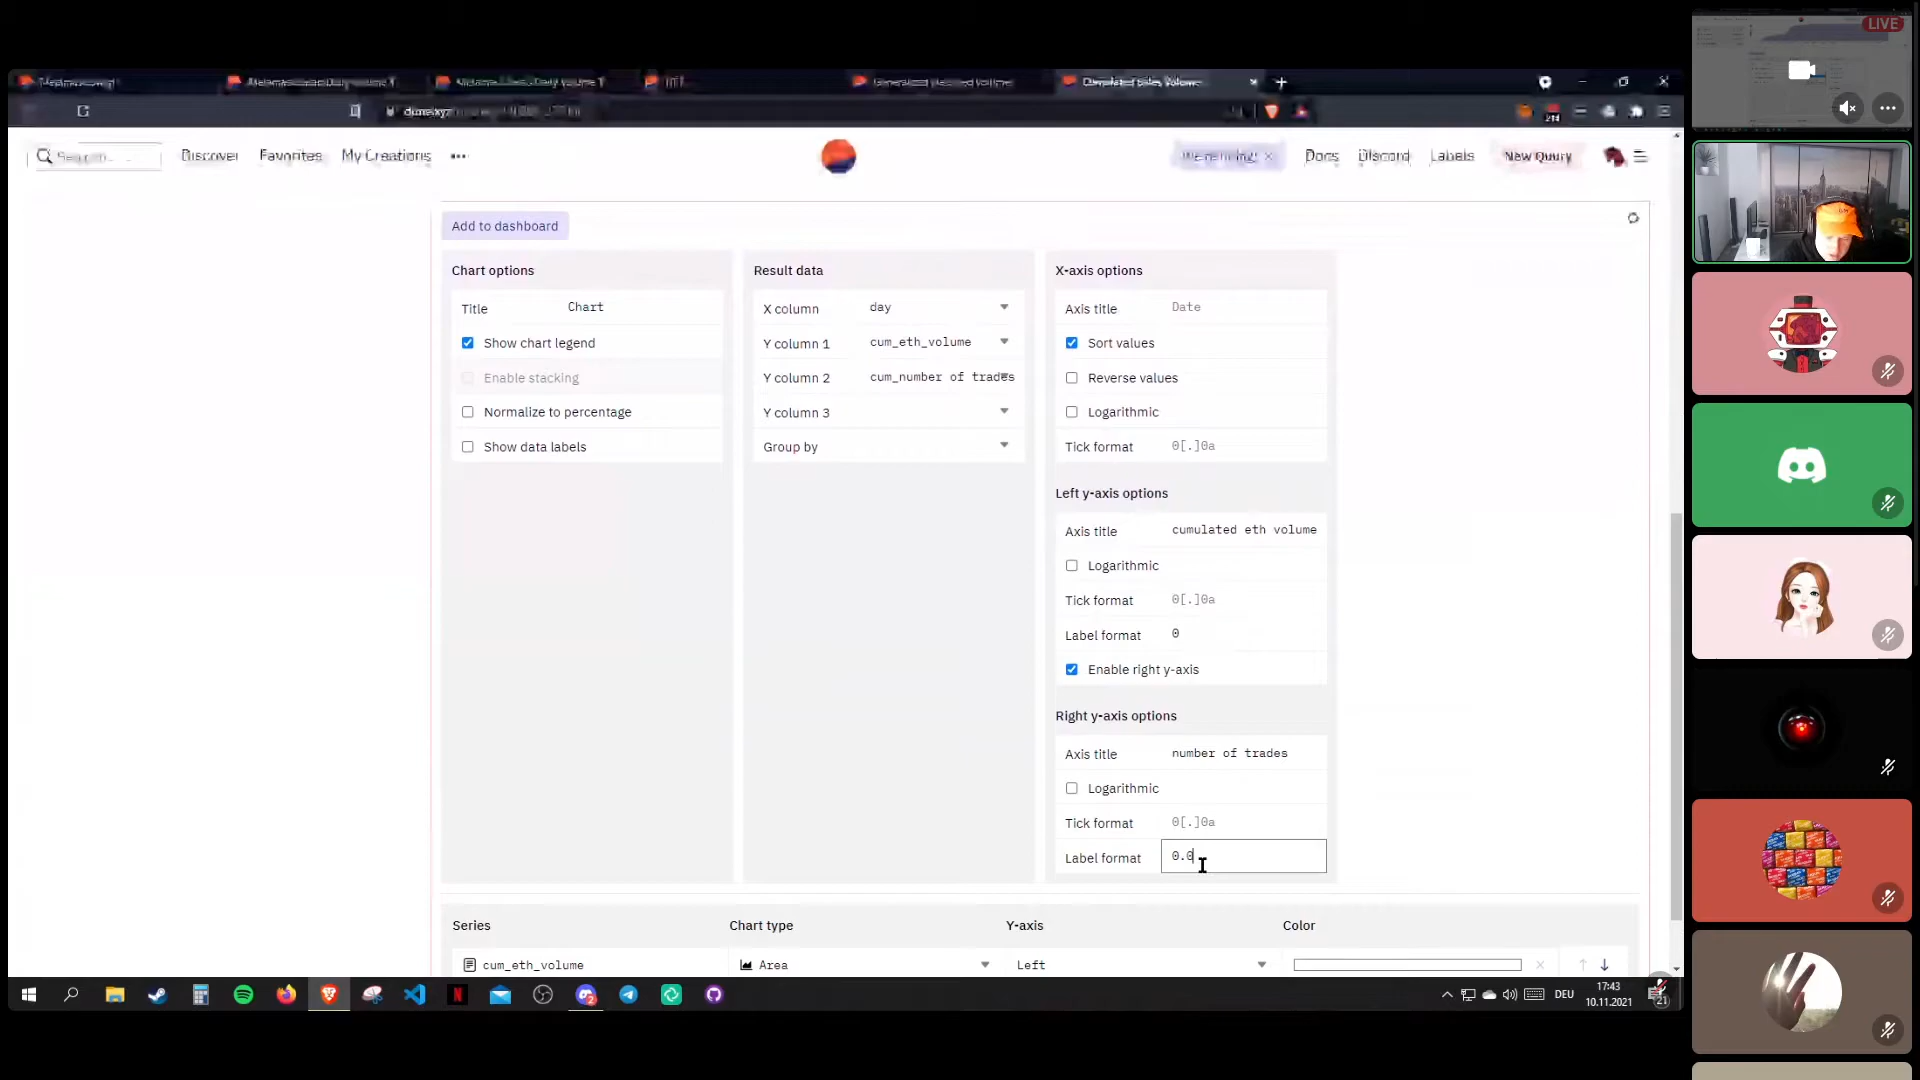 LIVE
Discover
Favorites
My Creations
•••
Docs
Discord
Labels
New Query
Add to dashboard
Chart options
Title Chart
Show chart legend
Enable stacking
Normalize to percentage
Show data labels
Result data
X column day
Y column 1 cum_eth_volume
Y column 2 cum_number of trades
Y column 3
Group by
X-axis options
Axis title Date
Sort values
Reverse values
Logarithmic
Tick format 0[.]0a
Left y-axis options
Axis title cumulated eth volume
Logarithmic
Tick format 0[.]0a
Label format 0
Enable right y-axis
Right y-axis options
Axis title number of trades
Logarithmic
Tick format 0[.]0a
Label format 0.0
Series Chart type Y-axis Color
cum_eth_volume Area Left
DEU
17:43
10.11.2021
21